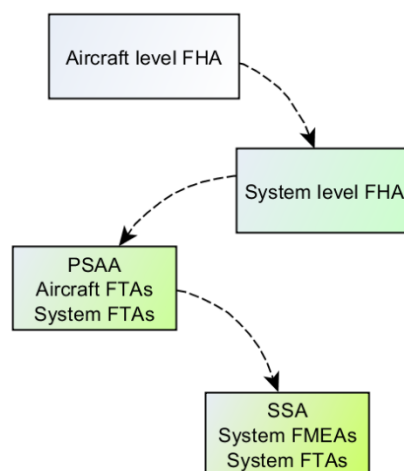 Aircraft level FHA
System level FHA
PSAA
Aircraft FTAs
System FTAs
SSA
System FMEAs
System FTAs